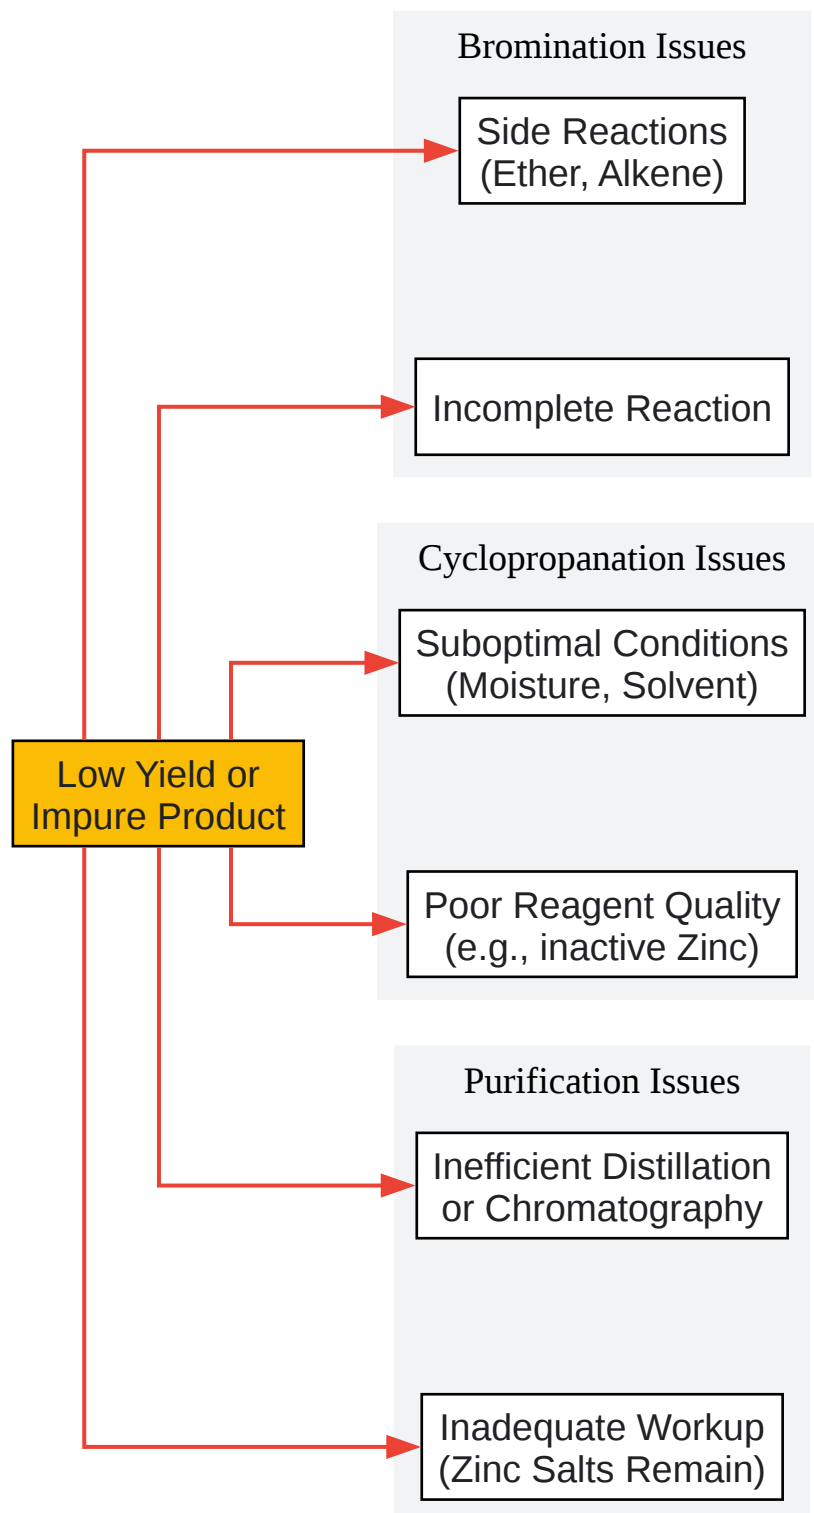 Bromination Issues
Side Reactions
(Ether, Alkene)
Incomplete Reaction
Cyclopropanation Issues
Suboptimal Conditions
(Moisture, Solvent)
Low Yield or
Impure Product
Poor Reagent Quality
(e.g., inactive Zinc)
Purification Issues
Inefficient Distillation
or Chromatography
Inadequate Workup
(Zinc Salts Remain)